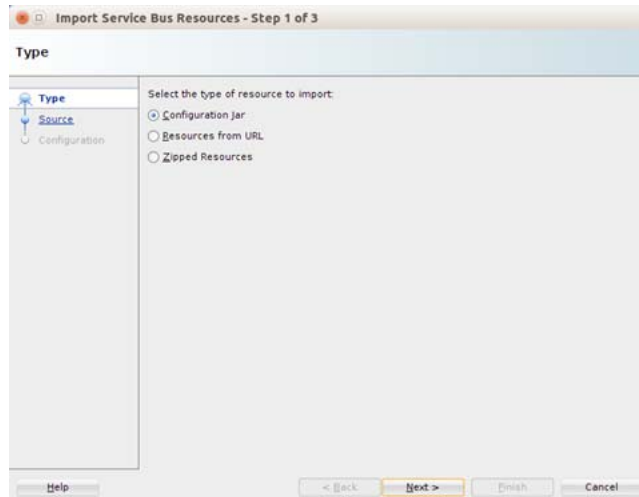 Import Service Bus Resources - Step 1 of 3
Type
Type
Source
Configuration
Select the type of resource to import:
Configuration Jar
Resources from URL
Zipped Resources
Help
< Back
Next >
Finish
Cancel